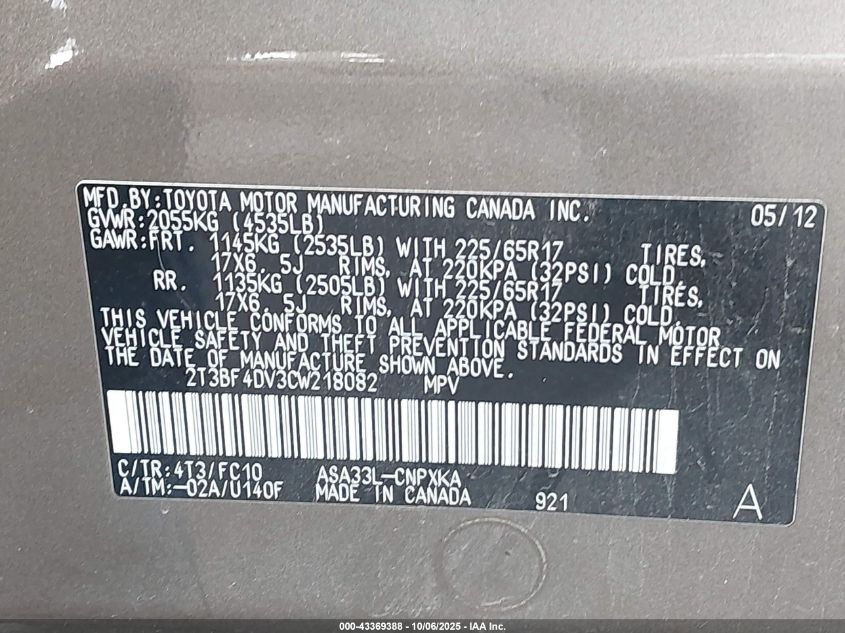 MFD.BY:TOYOTA MOTOR MANUFACTURING CANADA INC. 05/12
GVWR:2055KG (4535LB)
GAWR:FRT. 1145KG (2535LB) WITH 225/65R17 TIRES,
17X6.5J RIMS, AT 220KPA (32PSI) COLD
RR. 1135KG (2505LB) WITH 225/65R17 TIRES,
17X6.5J RIMS, AT 220KPA (32PSI) COLD
THIS VEHICLE CONFORMS TO ALL APPLICABLE FEDERAL MOTOR
VEHICLE SAFETY AND THEFT PREVENTION STANDARDS IN EFFECT ON
THE DATE OF MANUFACTURE SHOWN ABOVE.
2T3BF4DV3CW218082 MPV
C/TR:4T3/FC10 ASA33L-CNPXKA
A/TM:-02A/U140F MADE IN CANADA 921 A
000-43369388 - 10/06/2025 - IAA Inc.